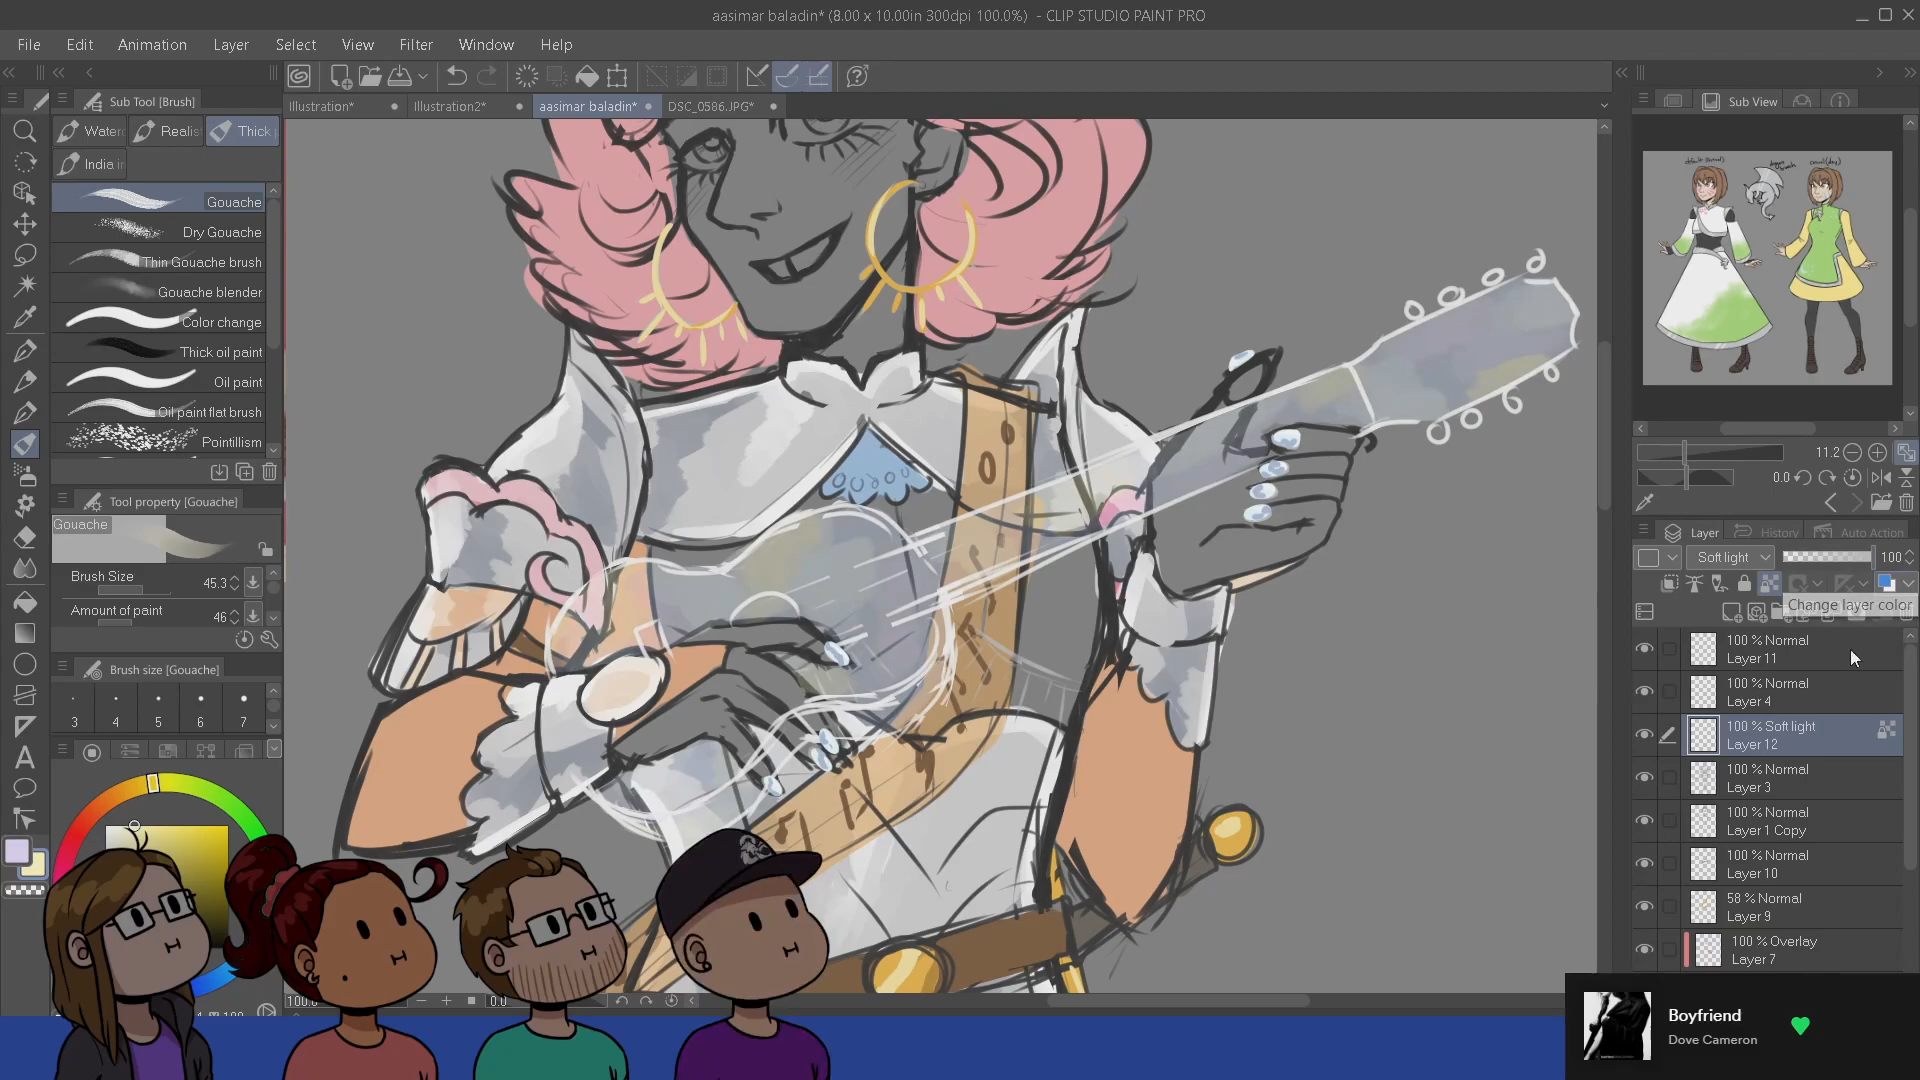 aasimar baladin* (8.00 x 10.00in 300dpi 100.0%) - CLIP STUDIO PAINT PRO
File Edit Animation Layer Select View Filter Window Help
Sub Tool [Brush]
Illustration* Illustration2* aasimar baladin* DSC_0586.JPG*
Sub View
Water Realis Thick
India in
Gouache
Dry Gouache
Thin Gouache brush
Gouache blender
Color change
Thick oil paint
Oil paint
Oil paint flat brush
Pointillism
Tool property [Gouache]
Gouache
Brush Size 45.3
Amount of paint 46
Brush size [Gouache]
3 4 5 6 7
11.2
0.0
Layer History Auto Action
Soft light 100
Change layer color
100 % Normal
Layer 11
100 % Normal
Layer 4
100 % Soft light
Layer 12
100 % Normal
Layer 3
100 % Normal
Layer 1 Copy
100 % Normal
Layer 10
58 % Normal
Layer 9
100 % Overlay
Layer 7
100.0
0.0
Boyfriend
Dove Cameron